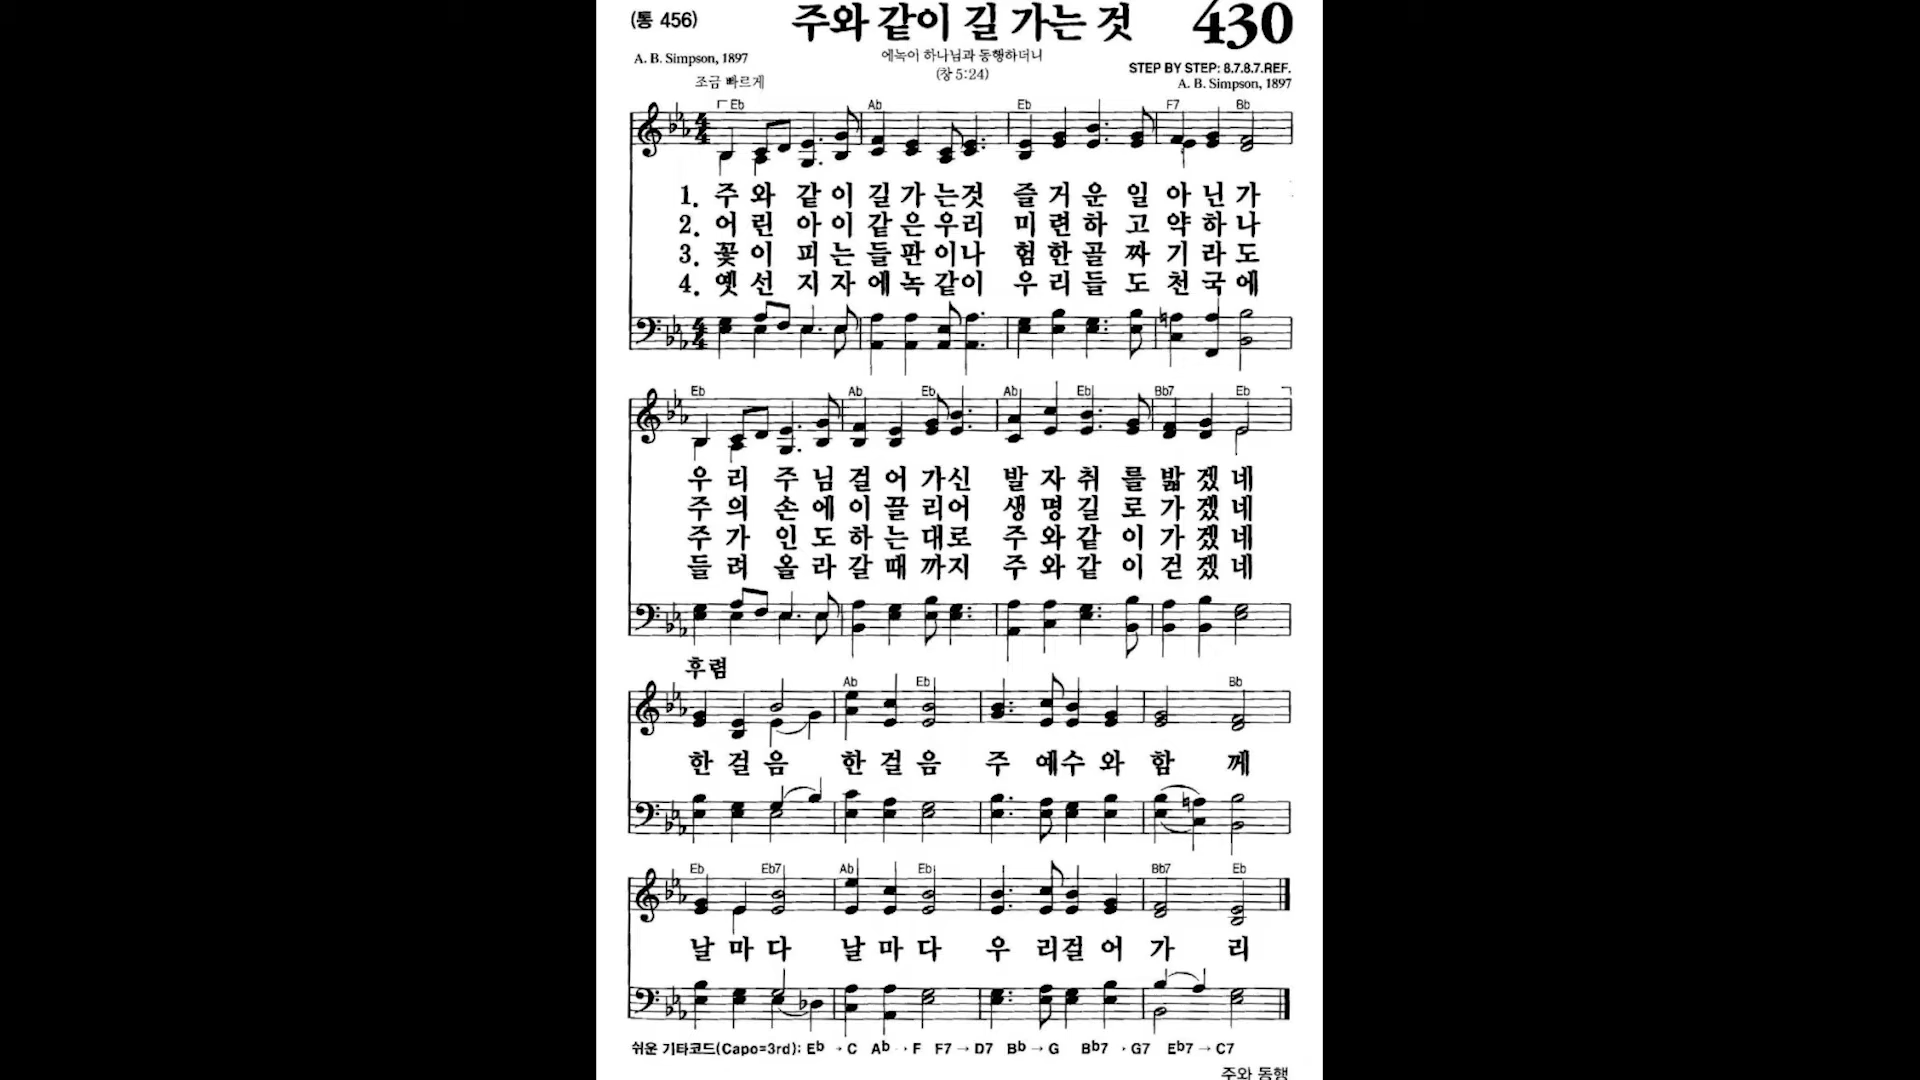 (통 456)
주와 같이 길 가는 것
430
에녹이 하나님과 동행하더니
(창 5:24)
A. B. Simpson, 1897
조금 빠르게
STEP BY STEP: 8.7.8.7.REF.
A. B. Simpson, 1897
Eb Ab Eb F7 Bb
1. 주 와 같 이 길 가 는것 즐 거 운 일 아 닌 가
2. 어 린 아 이 같 은 우리 미 련 하 고 약 하 나
3. 꽃 이 피 는 들 판 이나 험 한 골 짜 기 라 도
4. 옛 선 지 자 에 녹 같이 우 리 들 도 천 국 에
Eb Ab Eb Ab Eb Bb7 Eb
우 리 주 님 걸 어 가신 발 자 취 를 밟 겠 네
주 의 손 에 이 끌 리어 생 명 길 로 가 겠 네
주 가 인 도 하 는 대로 주 와 같 이 가 겠 네
들 려 올 라 갈 때 까지 주 와 같 이 걷 겠 네
후렴
Ab Eb Bb
한 걸 음 한 걸 음 주 예수 와 함 께
Eb Eb7 Ab Eb Bb7 Eb
날 마 다 날 마 다 우 리걸 어 가 리
쉬운 기타코드(Capo=3rd): Eb → C Ab → F F7 → D7 Bb → G Bb7 → G7 Eb7 → C7
주와 동행